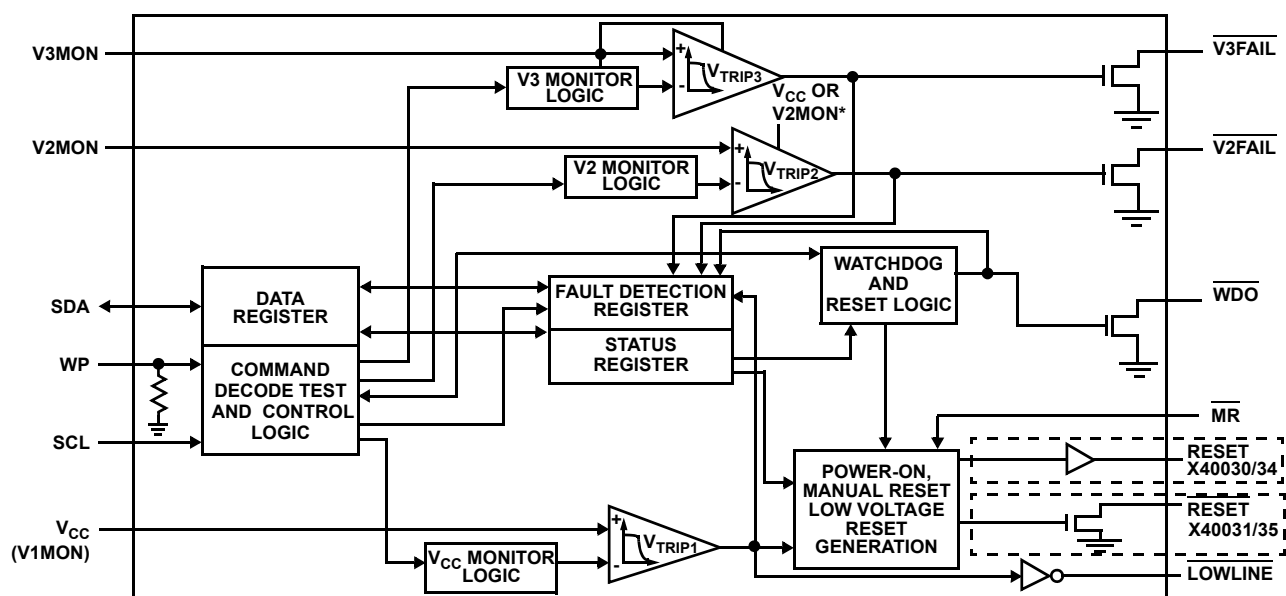 V3MON
V3 MONITOR
LOGIC
+
-
VTRIP3
VCC OR
V2MON*
V3FAIL
V2MON
V2 MONITOR
LOGIC
+
-
VTRIP2
V2FAIL
SDA
WP
SCL
DATA
REGISTER
COMMAND
DECODE TEST
AND CONTROL
LOGIC
FAULT DETECTION
REGISTER
STATUS
REGISTER
WATCHDOG
AND
RESET LOGIC
WDO
MR
POWER-ON,
MANUAL RESET
LOW VOLTAGE
RESET
GENERATION
RESET
X40030/34
RESET
X40031/35
VCC
(V1MON)
VCC MONITOR
LOGIC
+
-
VTRIP1
LOWLINE